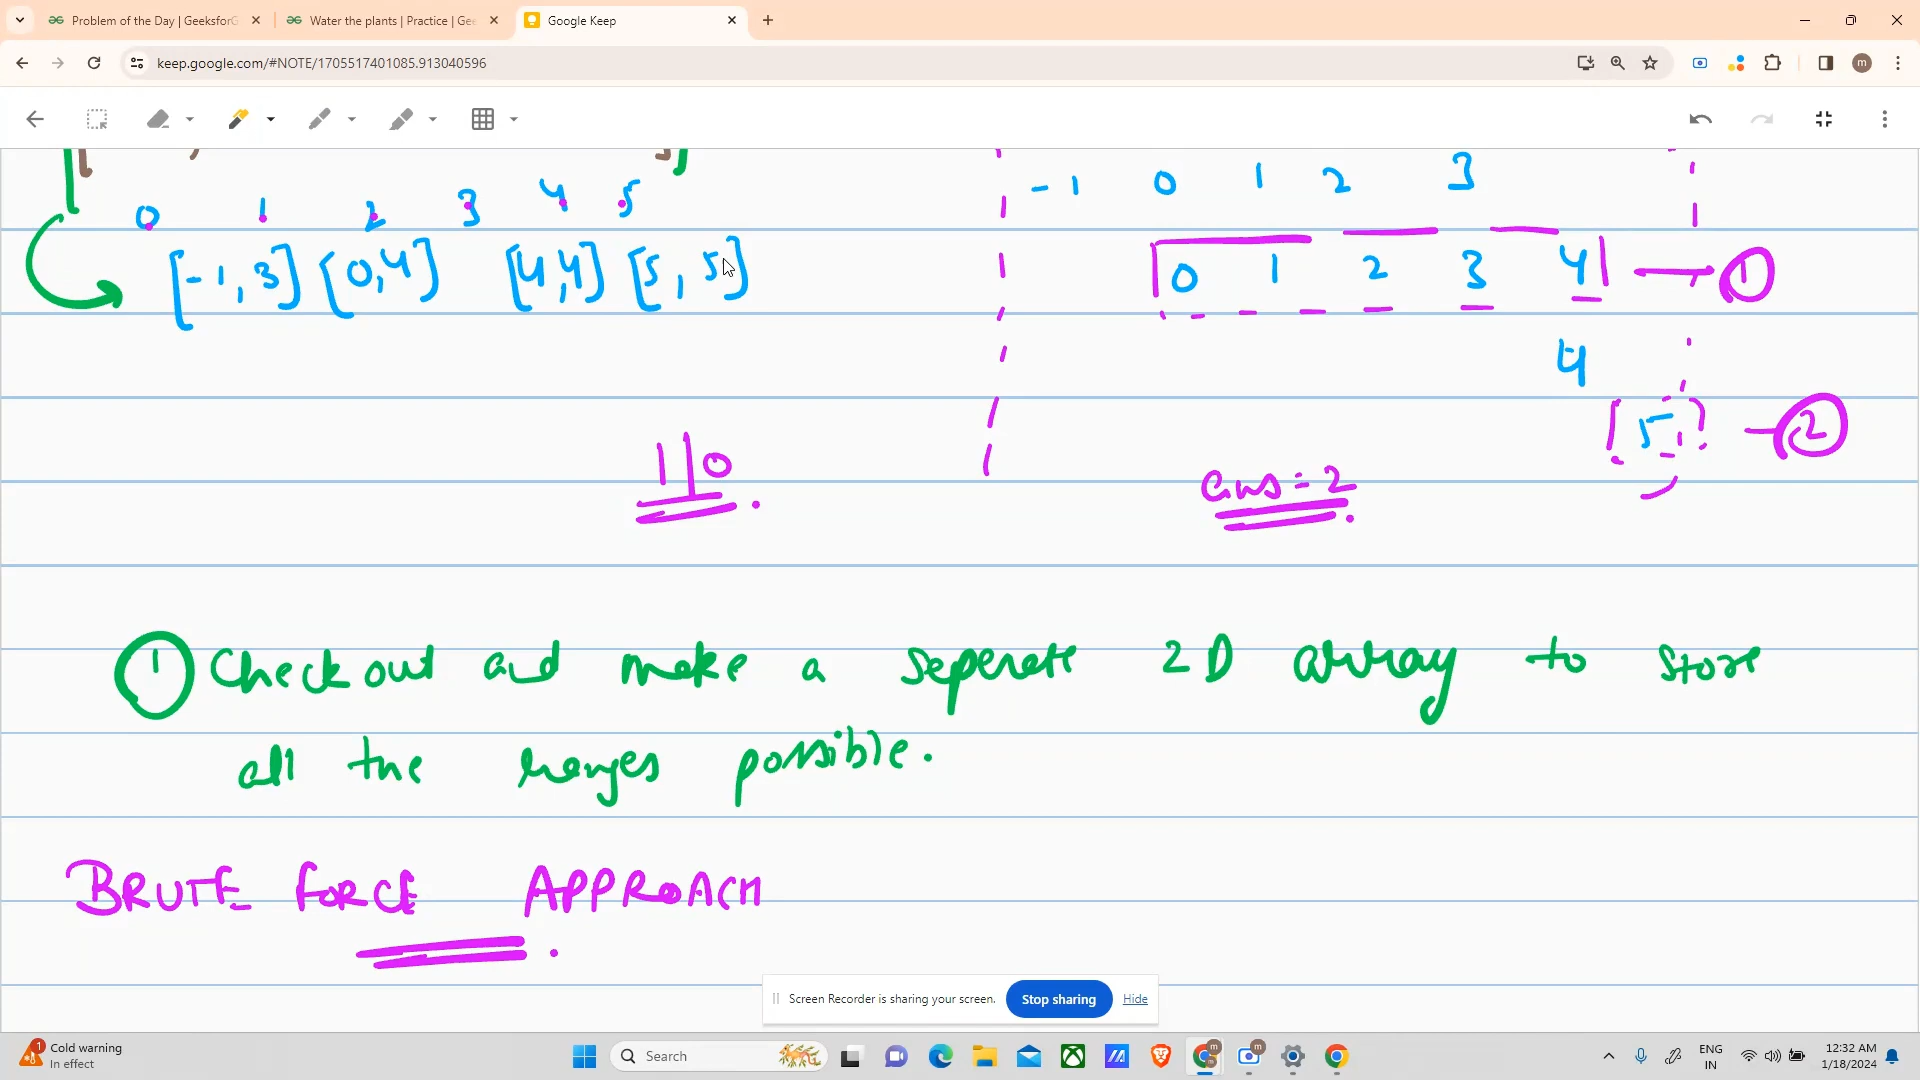 Problem of the Day | GeeksforG
Water the plants | Practice | Gee
Google Keep
keep.google.com/#NOTE/1705517401085.913040596
m
0 1 2 3 4 5
-1 0 1 2 3
[-1, 3] [0, 4] [4, 4] [5, 5]
0 1 2 3 4 1
4
[5, ] 2
110
ans = 2
1 Check out and make a seperate 2D array to store
all the ranges possible.
BRUTE FORCE APPROACH
Screen Recorder is sharing your screen. Stop sharing Hide
1 Cold warning
In effect
Search
m
m
ENG
IN
12:32 AM
1/18/2024